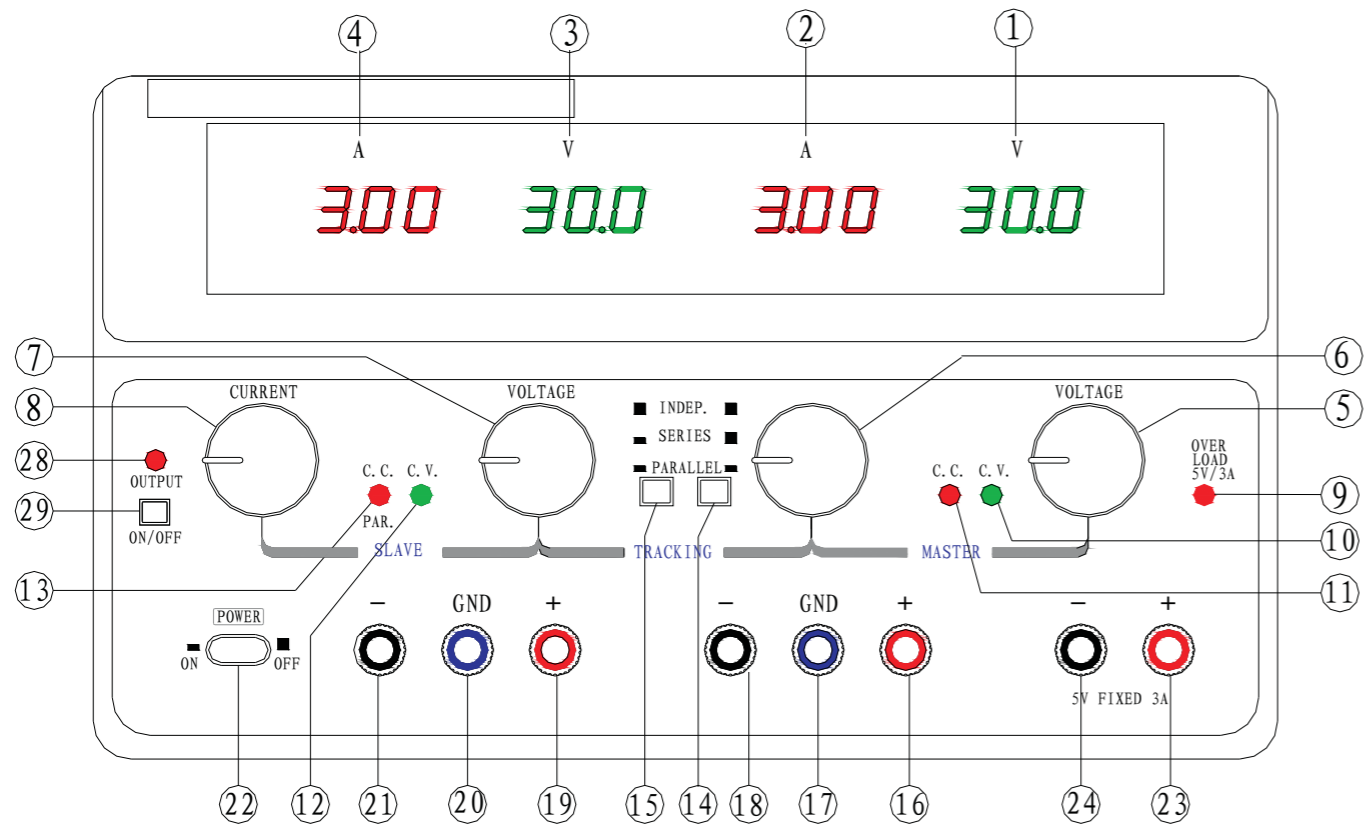 4 3 2 1
A V A V
3.00 30.0 3.00 30.0
7 6
8 CURRENT VOLTAGE VOLTAGE 5
INDEP.
SERIES
PARALLEL
28 OUTPUT
29 ON/OFF
C.C. C.V.
PAR.
C.C. C.V.
OVER
LOAD
5V/3A
9
10
11
13
SLAVE TRACKING MASTER
POWER
ON OFF
- GND + - GND + - +
5V FIXED 3A
22 12 21 20 19 15 14 18 17 16 24 23